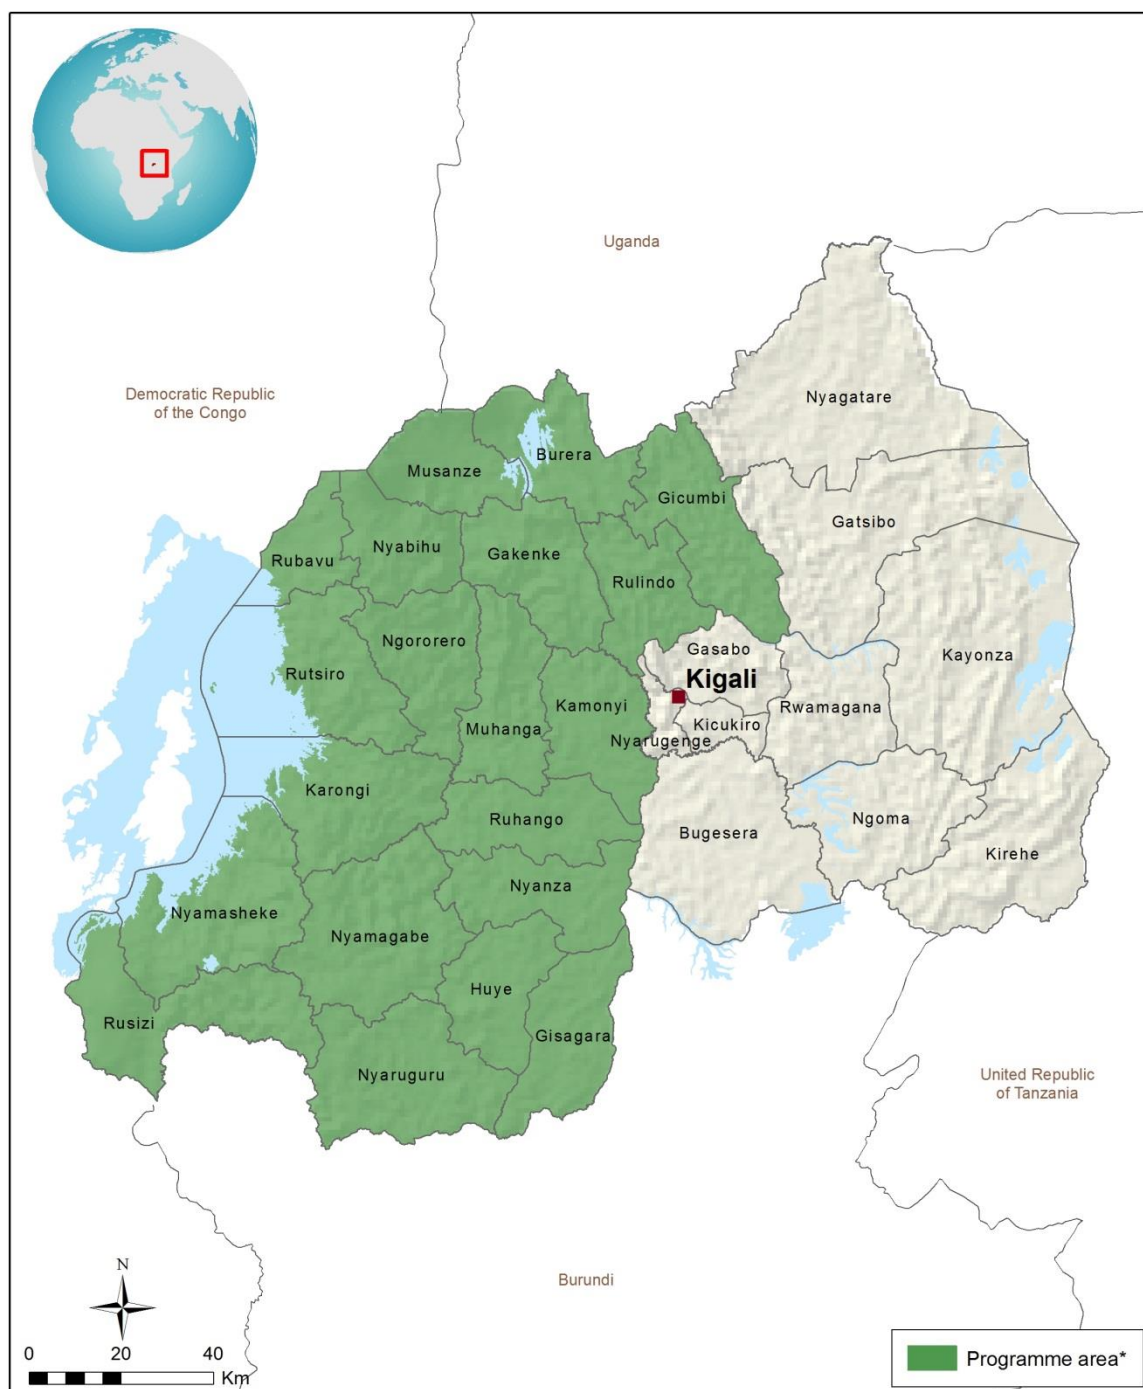 Uganda
Democratic Republic
of the Congo
Nyagatare
Burera
Musanze
Gicumbi
Gatsibo
Nyabihu
Gakenke
Rubavu
Rulindo
Ngororero
Gasabo
Kayonza
Rutsiro
Kigali
Kamonyi
Rwamagana
Kicukiro
Muhanga
Nyarugenge
Karongi
Ruhango
Bugesera
Ngoma
Kirehe
Nyanza
Nyamasheke
Nyamagabe
Huye
Rusizi
Gisagara
Nyaruguru
United Republic
of Tanzania
Burundi
N
0 20 40
Km
Programme area*